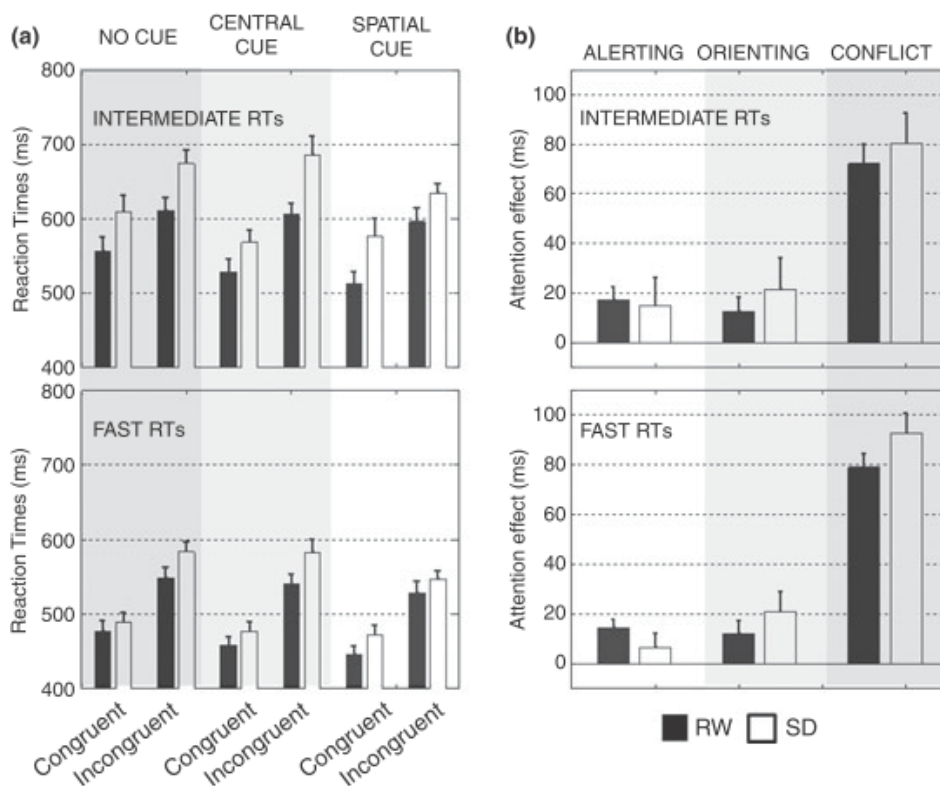 (a)
NO CUE
CENTRAL
CUE
SPATIAL
CUE
800
700
600
500
400
Reaction Times (ms)
INTERMEDIATE RTs
800
700
600
500
400
Reaction Times (ms)
FAST RTs
Congruent
Incongruent
Congruent
Incongruent
Congruent
Incongruent
(b)
ALERTING
ORIENTING
CONFLICT
100
80
60
40
20
0
Attention effect (ms)
INTERMEDIATE RTs
100
80
60
40
20
0
Attention effect (ms)
FAST RTs
RW
SD